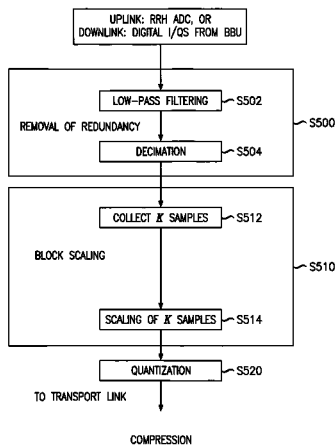 UPLINK: RRH ADC, OR
DOWNLINK: DIGITAL I/QS FROM BBU
LOW-PASS FILTERING
S502
REMOVAL OF REDUNDANCY
S500
DECIMATION
S504
COLLECT K SAMPLES
S512
BLOCK SCALING
S510
SCALING OF K SAMPLES
S514
QUANTIZATION
S520
TO TRANSPORT LINK
COMPRESSION